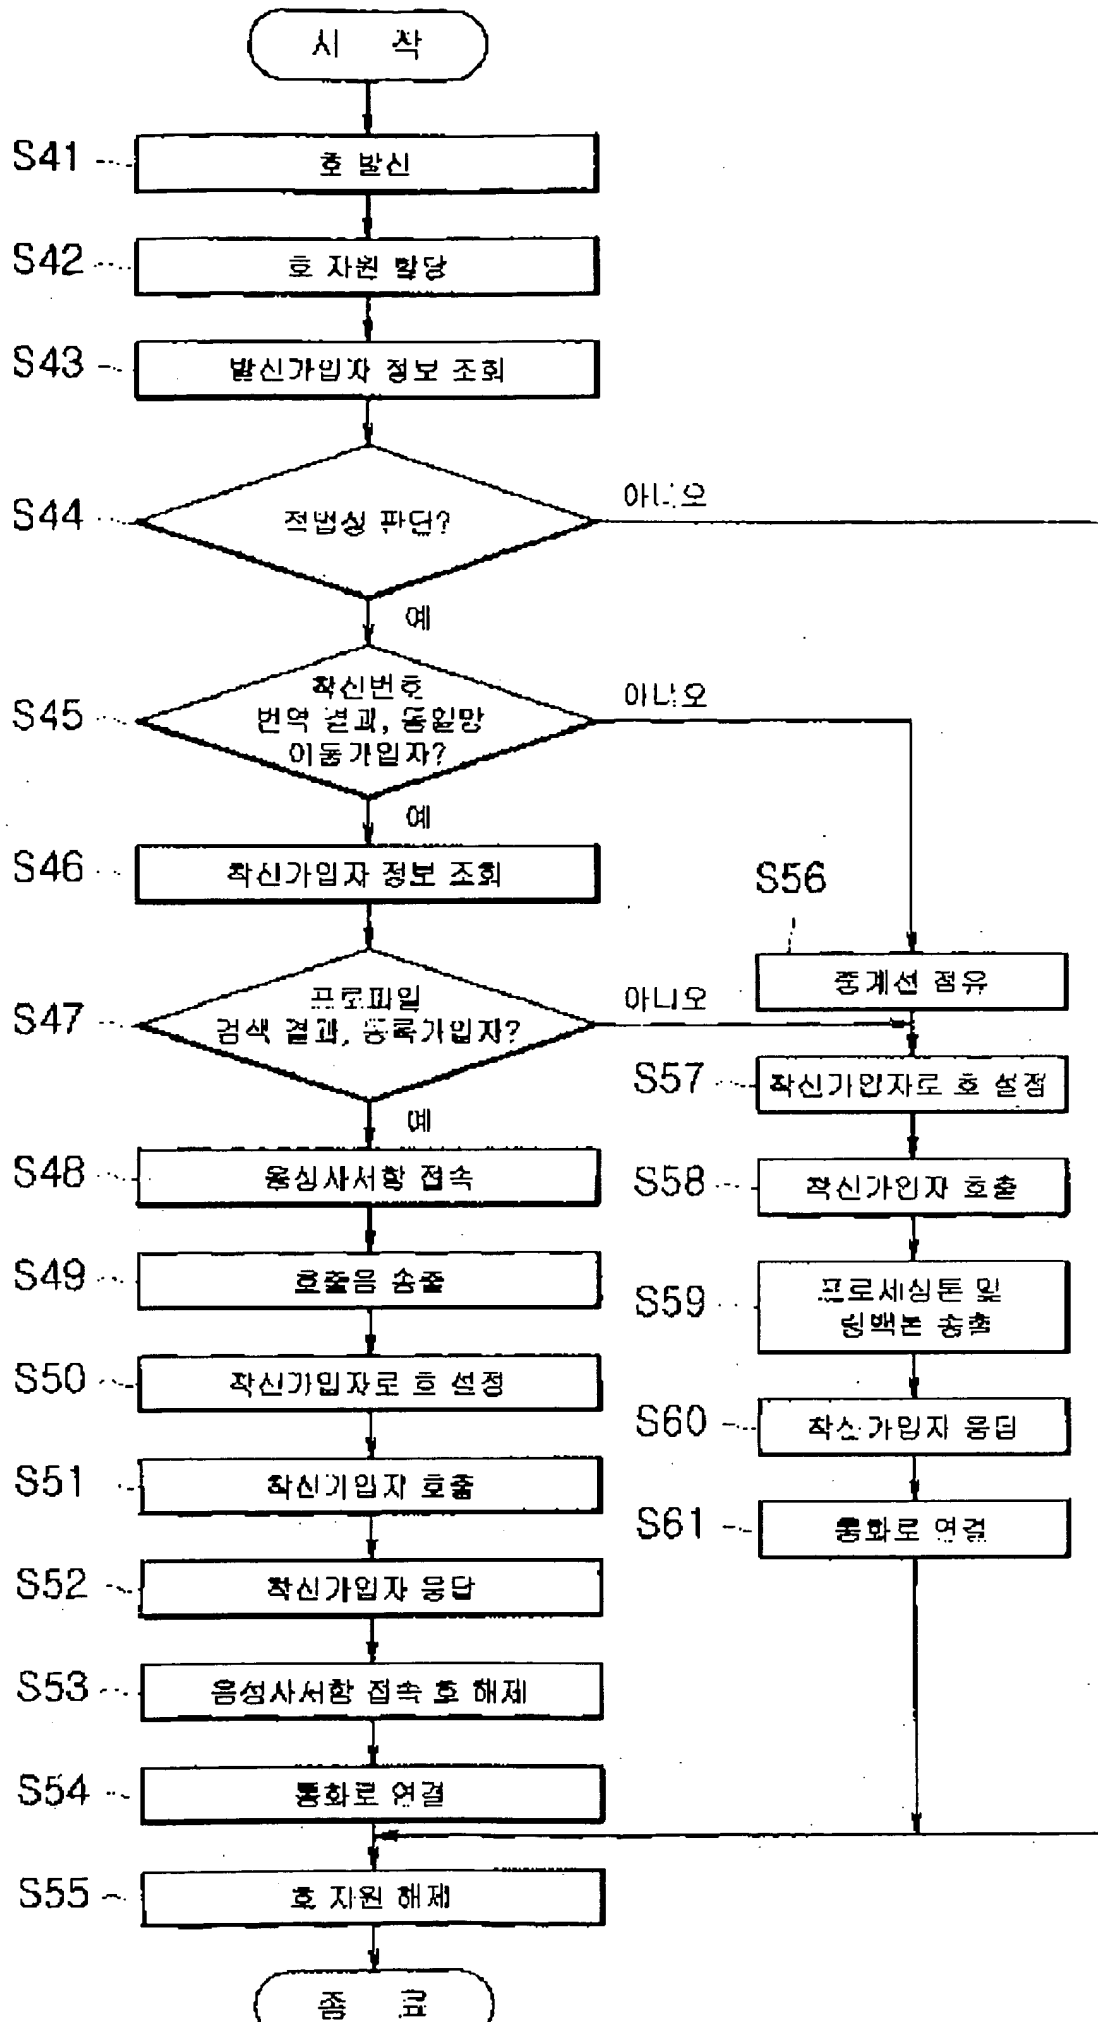 시 작
S41
호 발신
S42
호 자원 할당
S43
발신가입자 정보 조회
S44
적법성 판단?
아니오
예
S45
착신번호
번역 결과, 동일망
이동가입자?
아니오
예
S46
착신가입자 정보 조회
S56
중계선 점유
S47
프로파일
검색 결과, 등록가입자?
아니오
예
S57
착신가입자로 호 설정
S48
음성사서함 접속
S58
착신가입자 호출
S49
호출음 송출
S59
프로세싱톤 및
링백톤 송출
S50
착신가입자로 호 설정
S60
착신가입자 응답
S51
착신가입자 호출
S61
통화로 연결
S52
착신가입자 응답
S53
음성사서함 접속 호 해제
S54
통화로 연결
S55
호 자원 해제
종 료